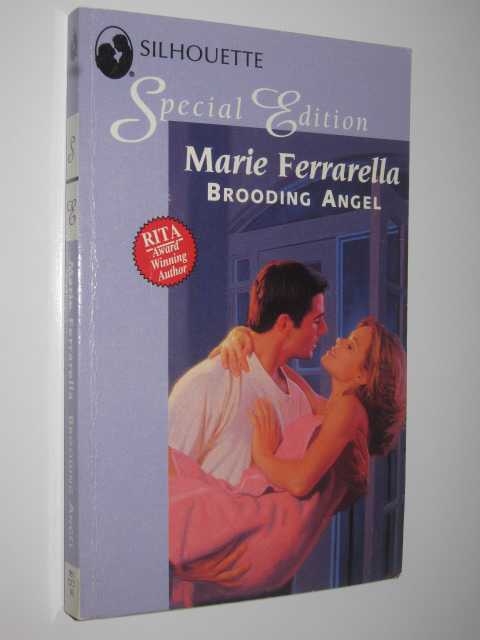 SILHOUETTE
Special Edition
Marie Ferrarella
BROODING ANGEL
RITA
Award
Winning
Author
S
E
Marie Ferrarella BROODING ANGEL